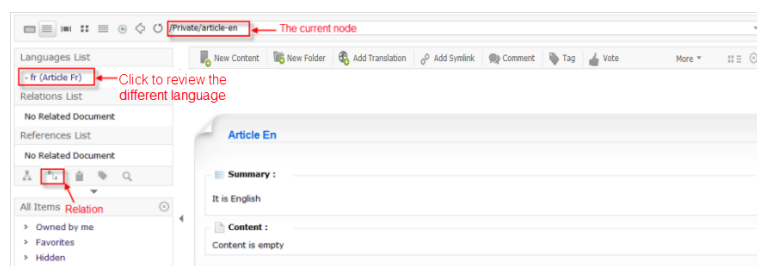 /Private/article-en
The current node
Languages List
New Content
New Folder
Add Translation
Add Symlink
Comment
Tag
Vote
More
- fr (Article Fr)
Click to review the
different language
Relations List
No Related Document
References List
No Related Document
Relation
Article En
Summary :
It is English
Content :
Content is empty
All Items
Owned by me
Favorites
Hidden